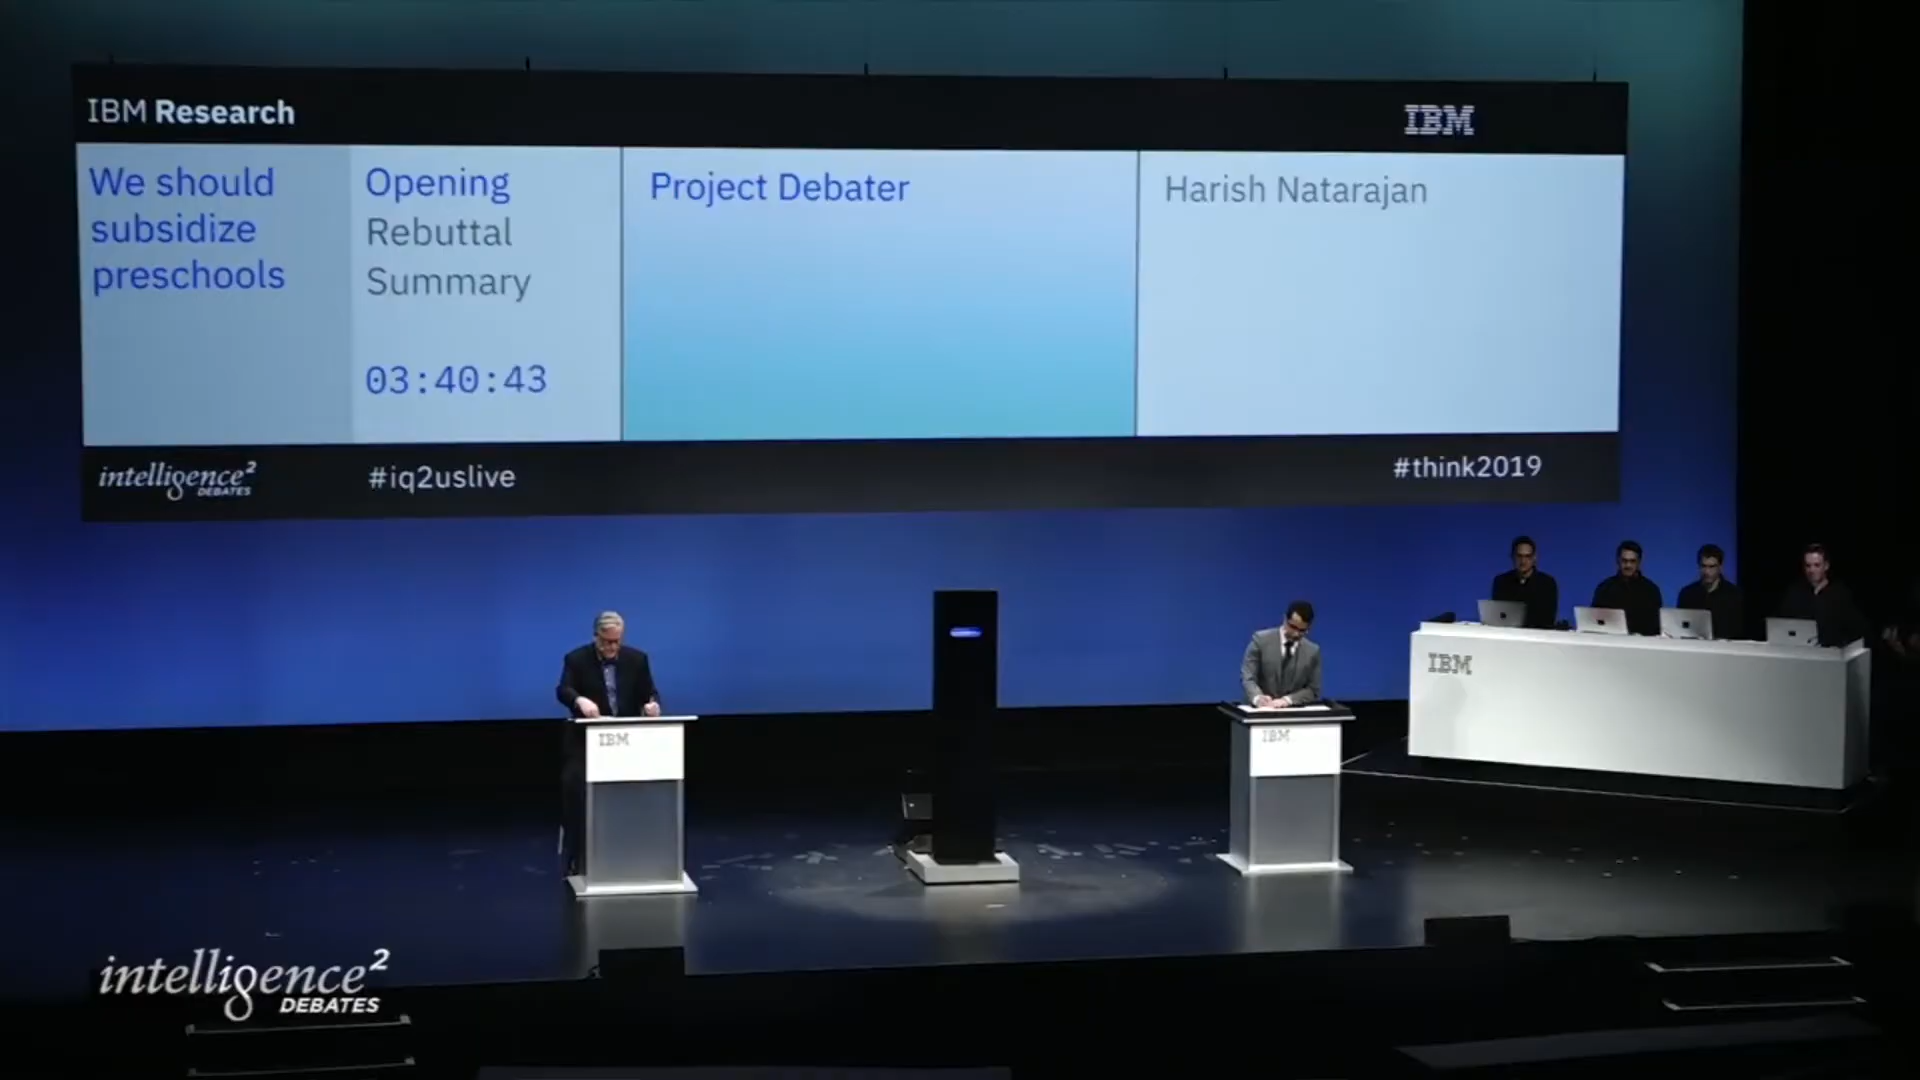 IBM Research
IBM
We should
subsidize
preschools
Opening
Rebuttal
Summary
03:40:43
Project Debater
Harish Natarajan
intelligence²
DEBATES
#iq2uslive
#think2019
IBM
IBM
IBM
intelligence²
DEBATES